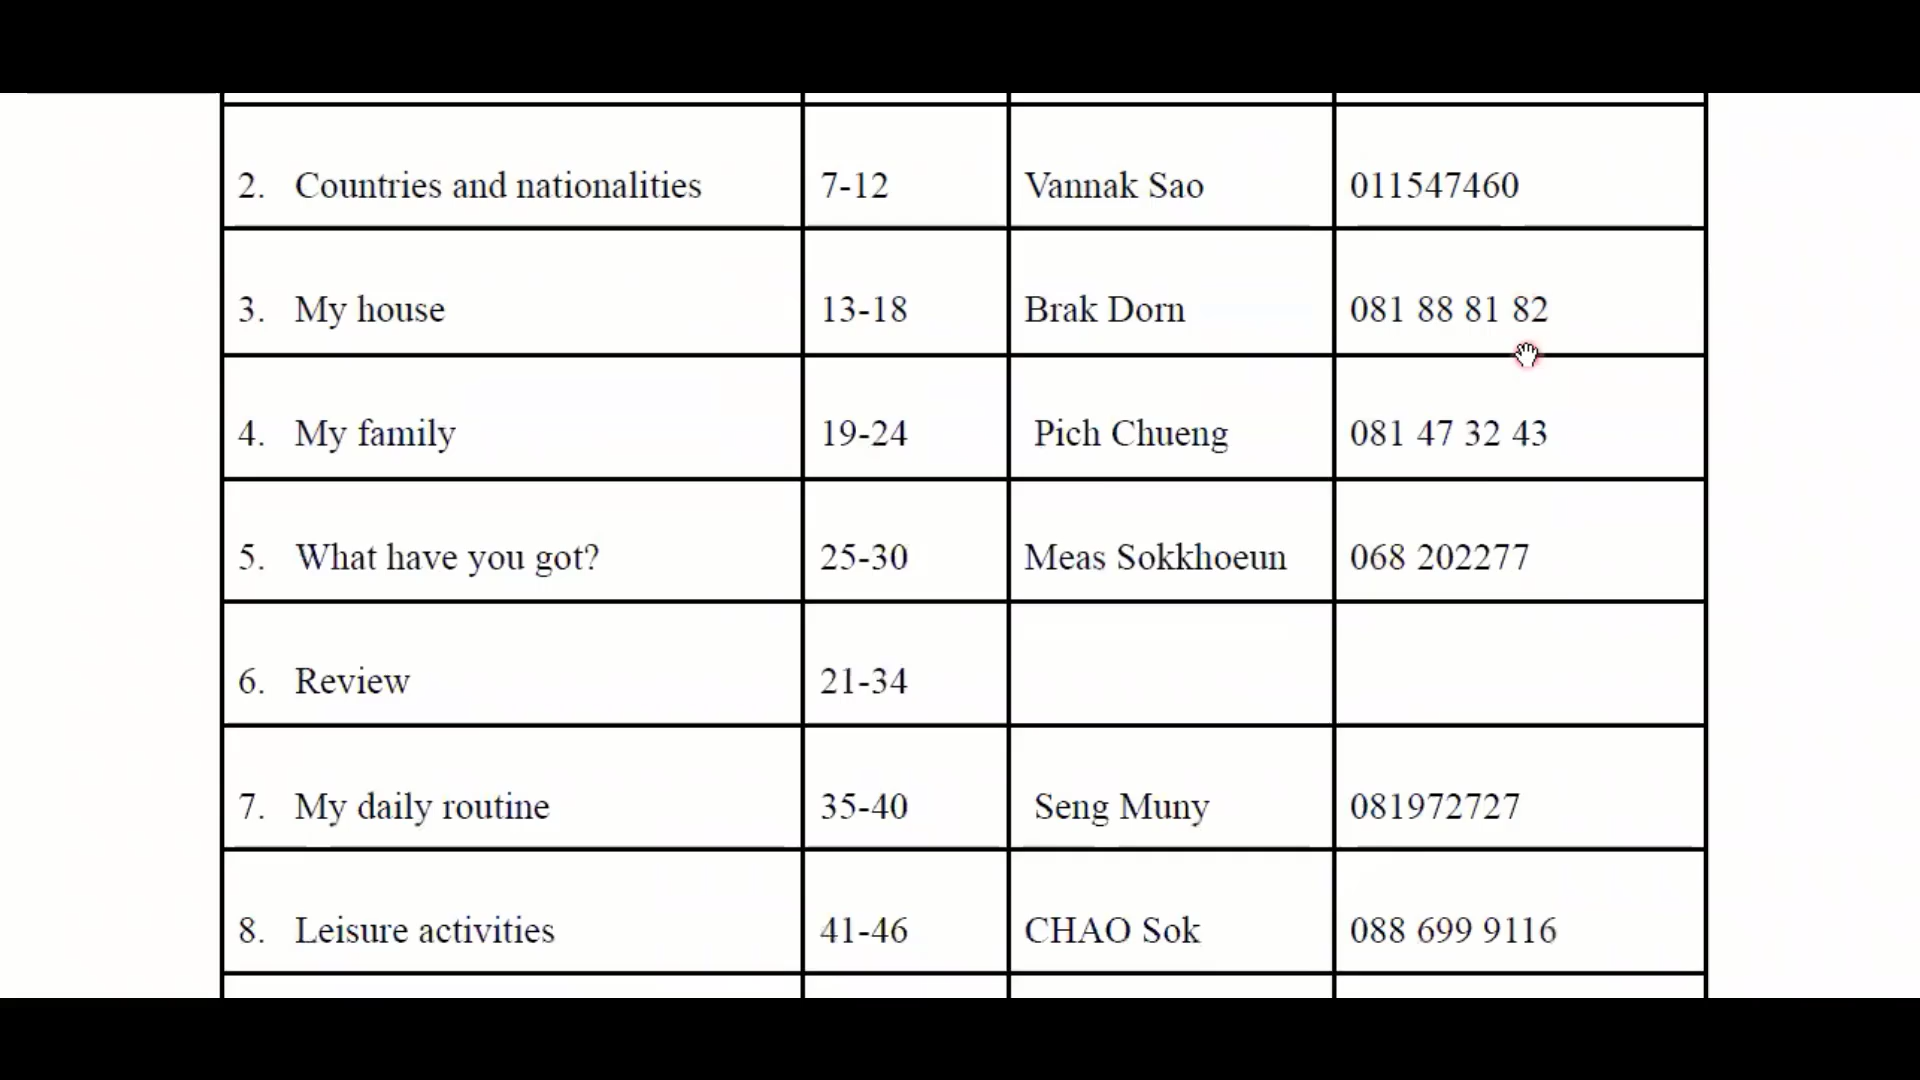 2. Countries and nationalities 7-12 Vannak Sao 011547460
3. My house 13-18 Brak Dorn 081 88 81 82
4. My family 19-24 Pich Chueng 081 47 32 43
5. What have you got? 25-30 Meas Sokkhoeun 068 202277
6. Review 21-34
7. My daily routine 35-40 Seng Muny 081972727
8. Leisure activities 41-46 CHAO Sok 088 699 9116